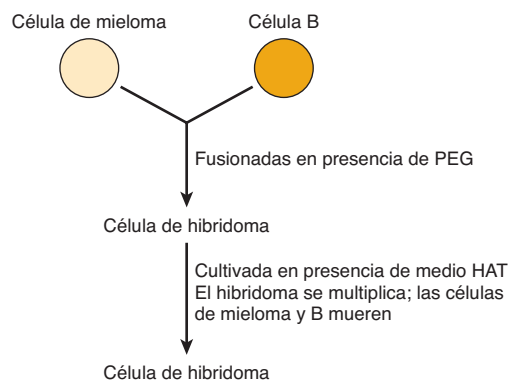 Célula de mieloma
Célula B
Fusionadas en presencia de PEG
Célula de hibridoma
Cultivada en presencia de medio HAT
El hibridoma se multiplica; las células
de mieloma y B mueren
Célula de hibridoma